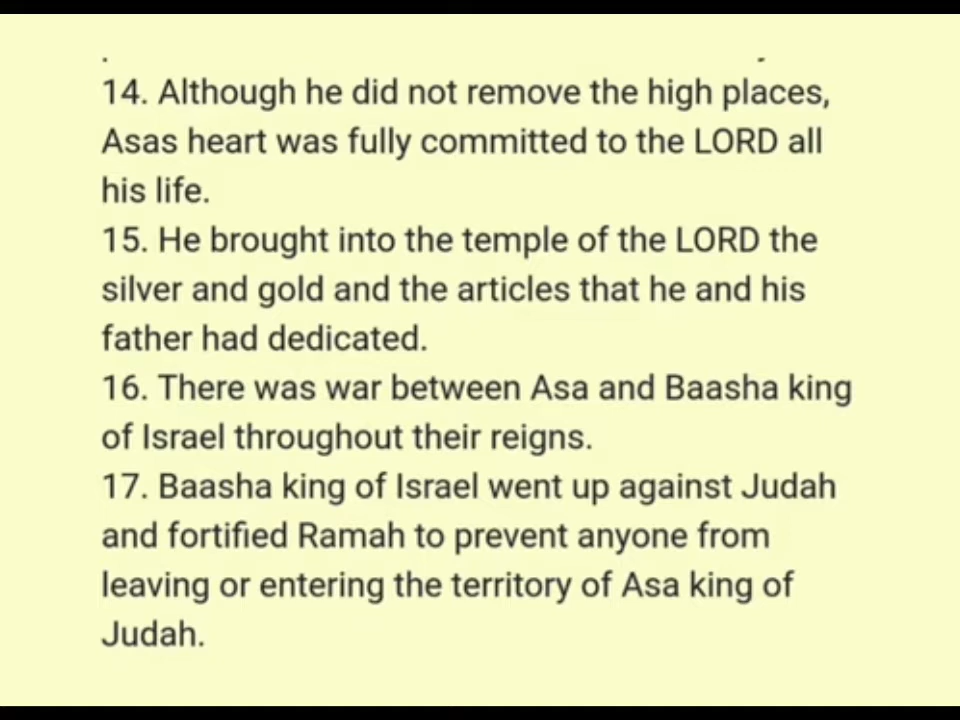 14. Although he did not remove the high places,
Asas heart was fully committed to the LORD all
his life.
15. He brought into the temple of the LORD the
silver and gold and the articles that he and his
father had dedicated.
16. There was war between Asa and Baasha king
of Israel throughout their reigns.
17. Baasha king of Israel went up against Judah
and fortified Ramah to prevent anyone from
leaving or entering the territory of Asa king of
Judah.